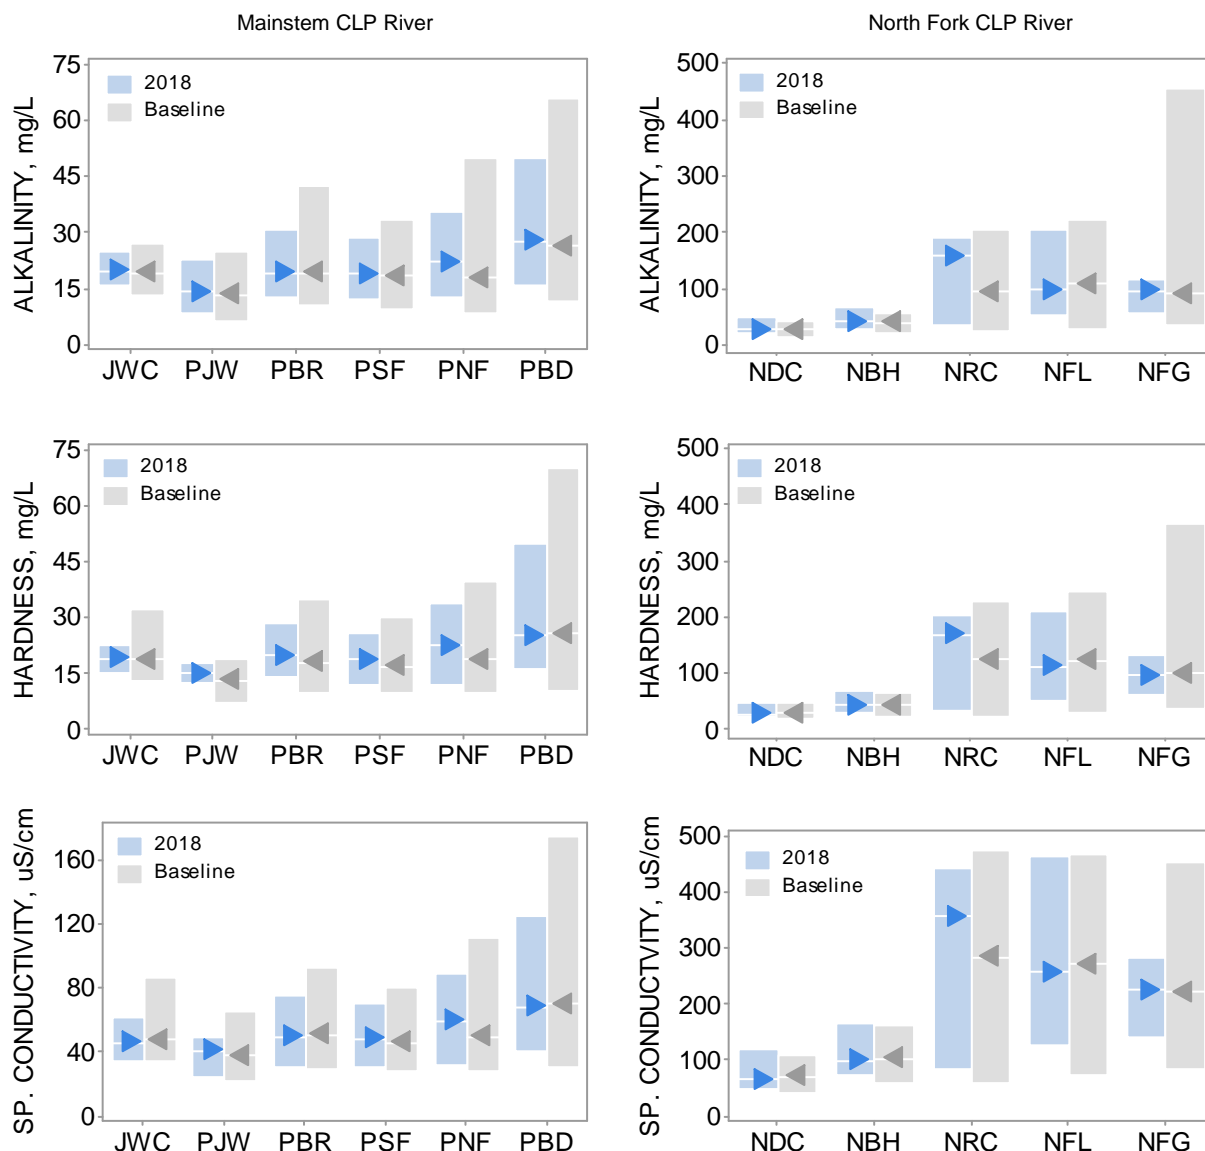 Mainstem CLP River
North Fork CLP River
ALKALINITY, mg/L
75
60
45
30
15
0
2018
Baseline
JWC PJW PBR PSF PNF PBD
ALKALINITY, mg/L
500
400
300
200
100
0
2018
Baseline
NDC NBH NRC NFL NFG
HARDNESS, mg/L
75
60
45
30
15
0
2018
Baseline
JWC PJW PBR PSF PNF PBD
HARDNESS, mg/L
500
400
300
200
100
0
2018
Baseline
NDC NBH NRC NFL NFG
SP. CONDUCTIVITY, uS/cm
160
120
80
40
0
2018
Baseline
JWC PJW PBR PSF PNF PBD
SP. CONDUCTVITY, uS/cm
500
400
300
200
100
0
2018
Baseline
NDC NBH NRC NFL NFG